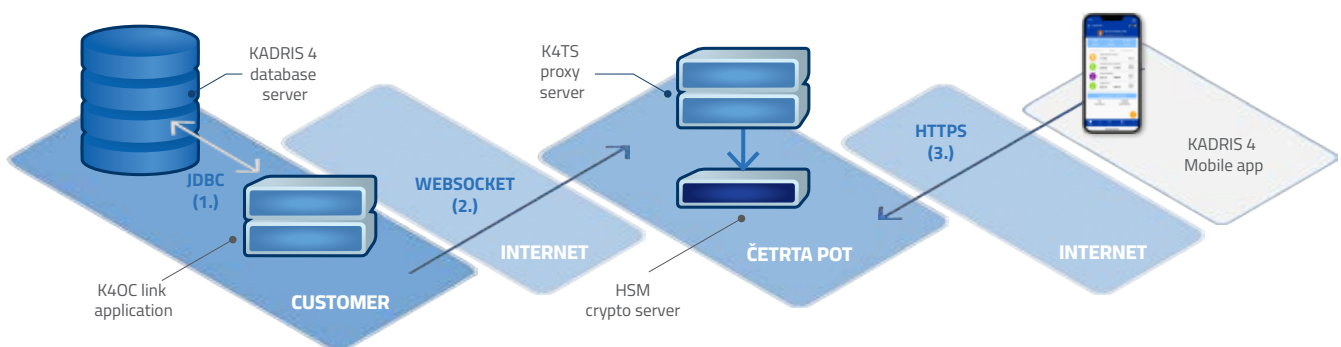 KADRIS 4
database
server
JDBC
(1.)
K4OC link
application
CUSTOMER
WEBSOCKET
(2.)
INTERNET
K4TS
proxy
server
HSM
crypto server
ČETRTA POT
HTTPS
(3.)
INTERNET
KADRIS 4
Mobile app